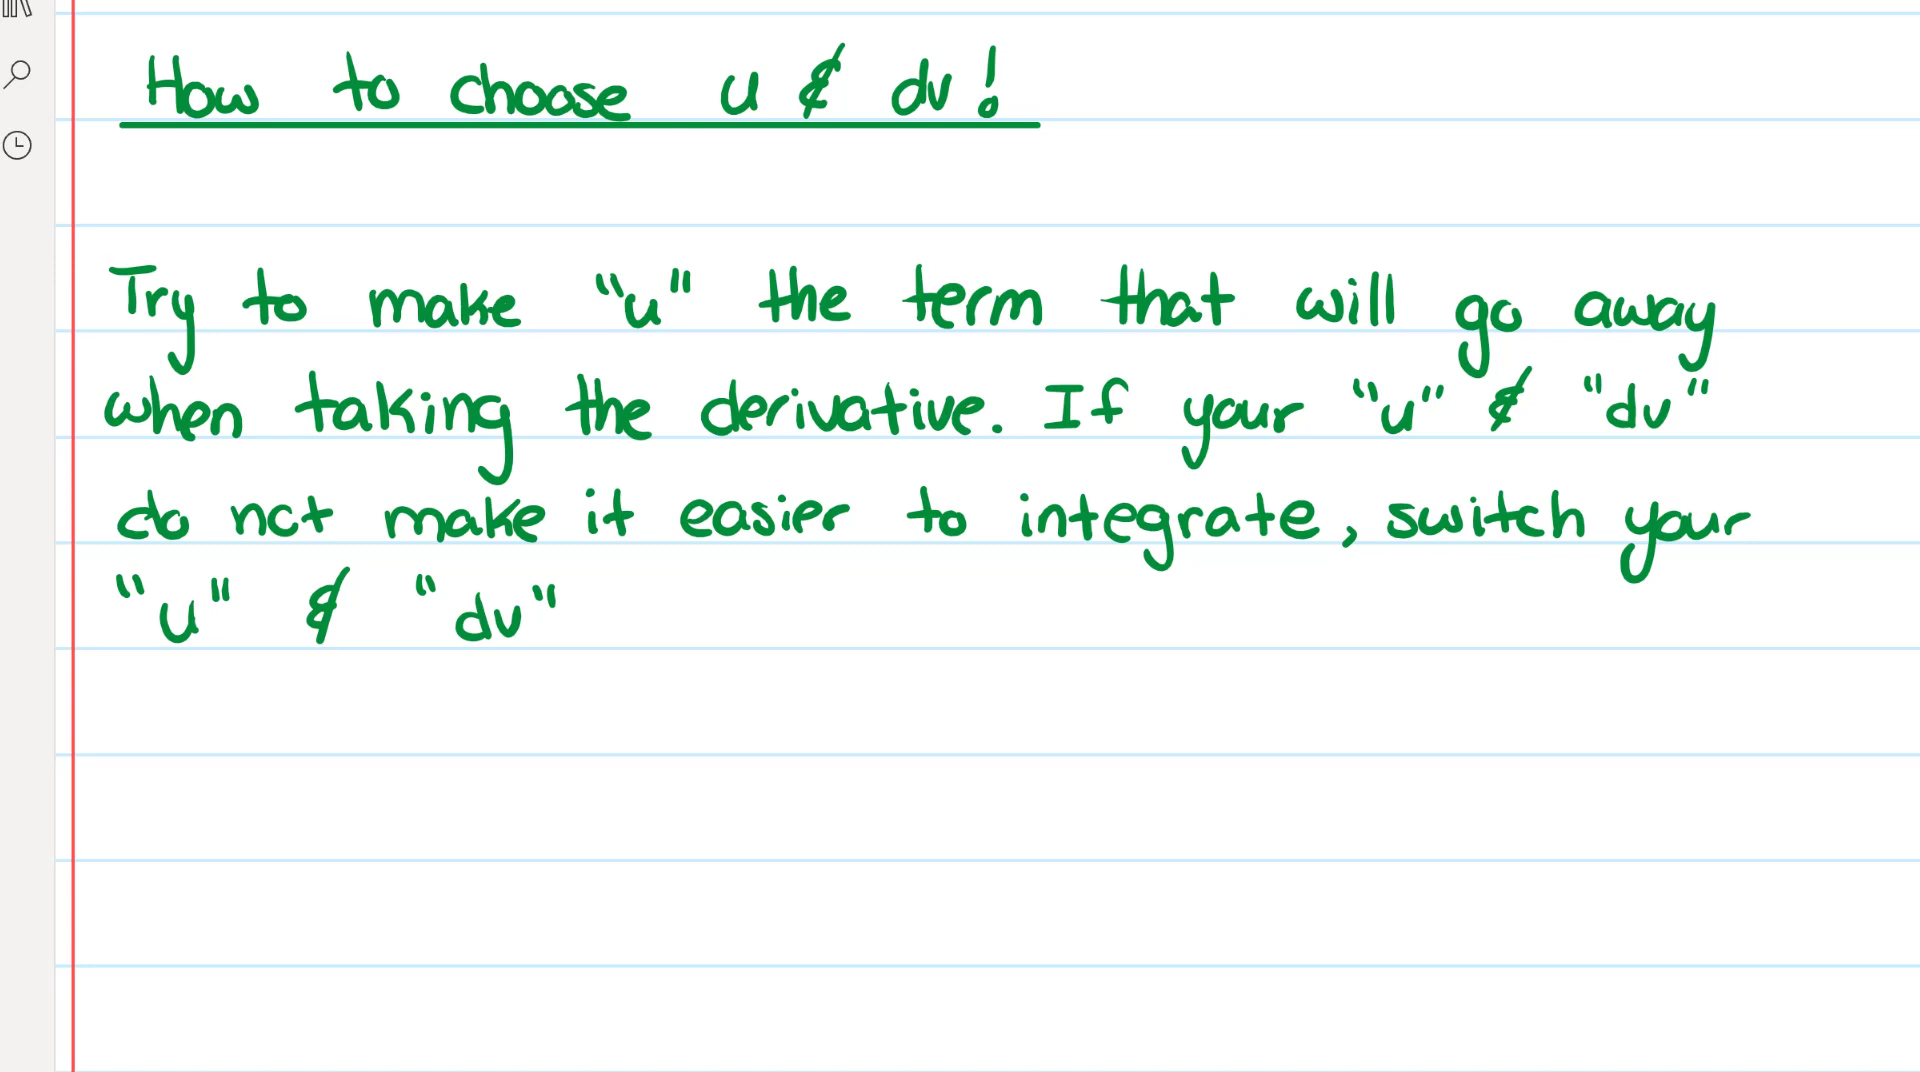 How to choose u & dv!
Try to make "u" the term that will go away
when taking the derivative. If your "u" & "dv"
do not make it easier to integrate, switch your
"u" & "dv"